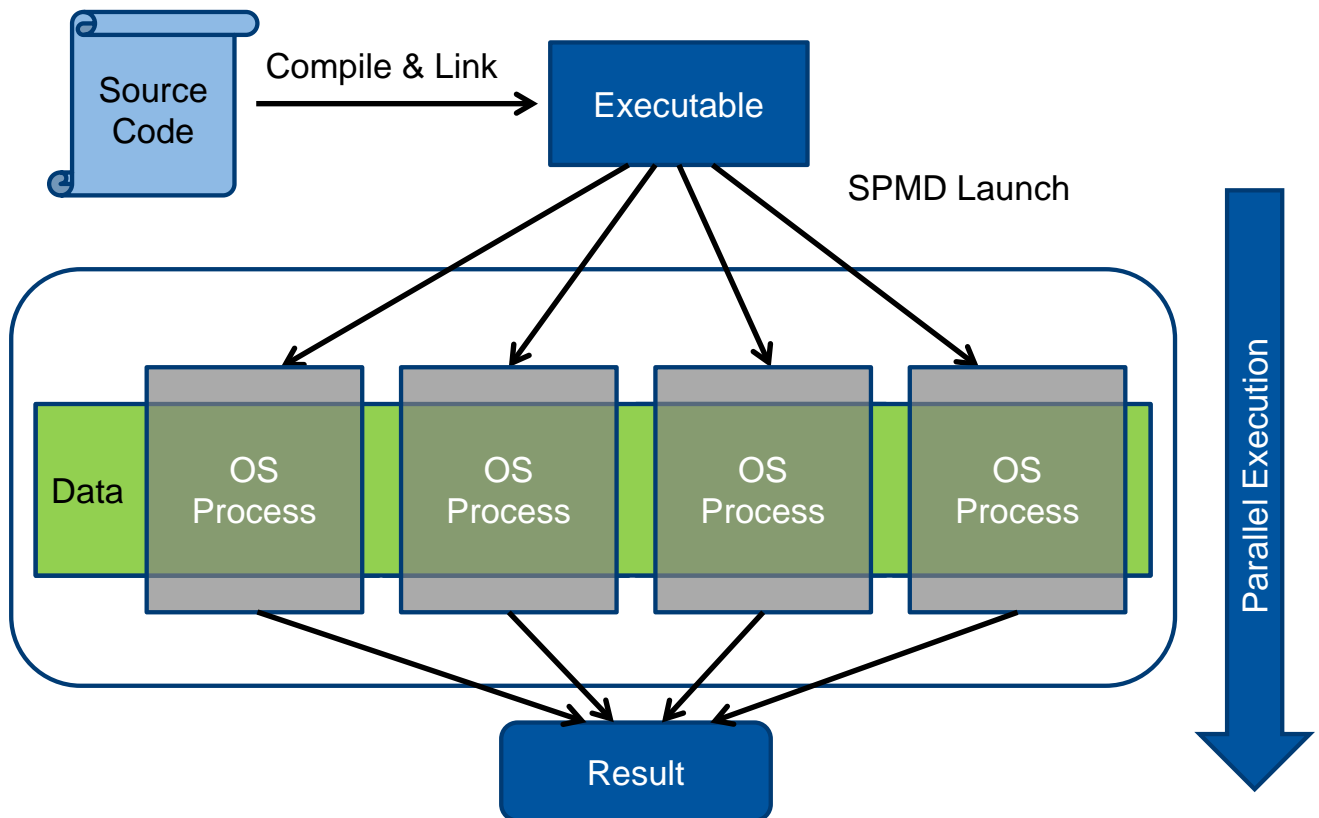 Source
Code
Compile & Link
Executable
SPMD Launch
Data
OS
Process
OS
Process
OS
Process
OS
Process
Parallel Execution
Result